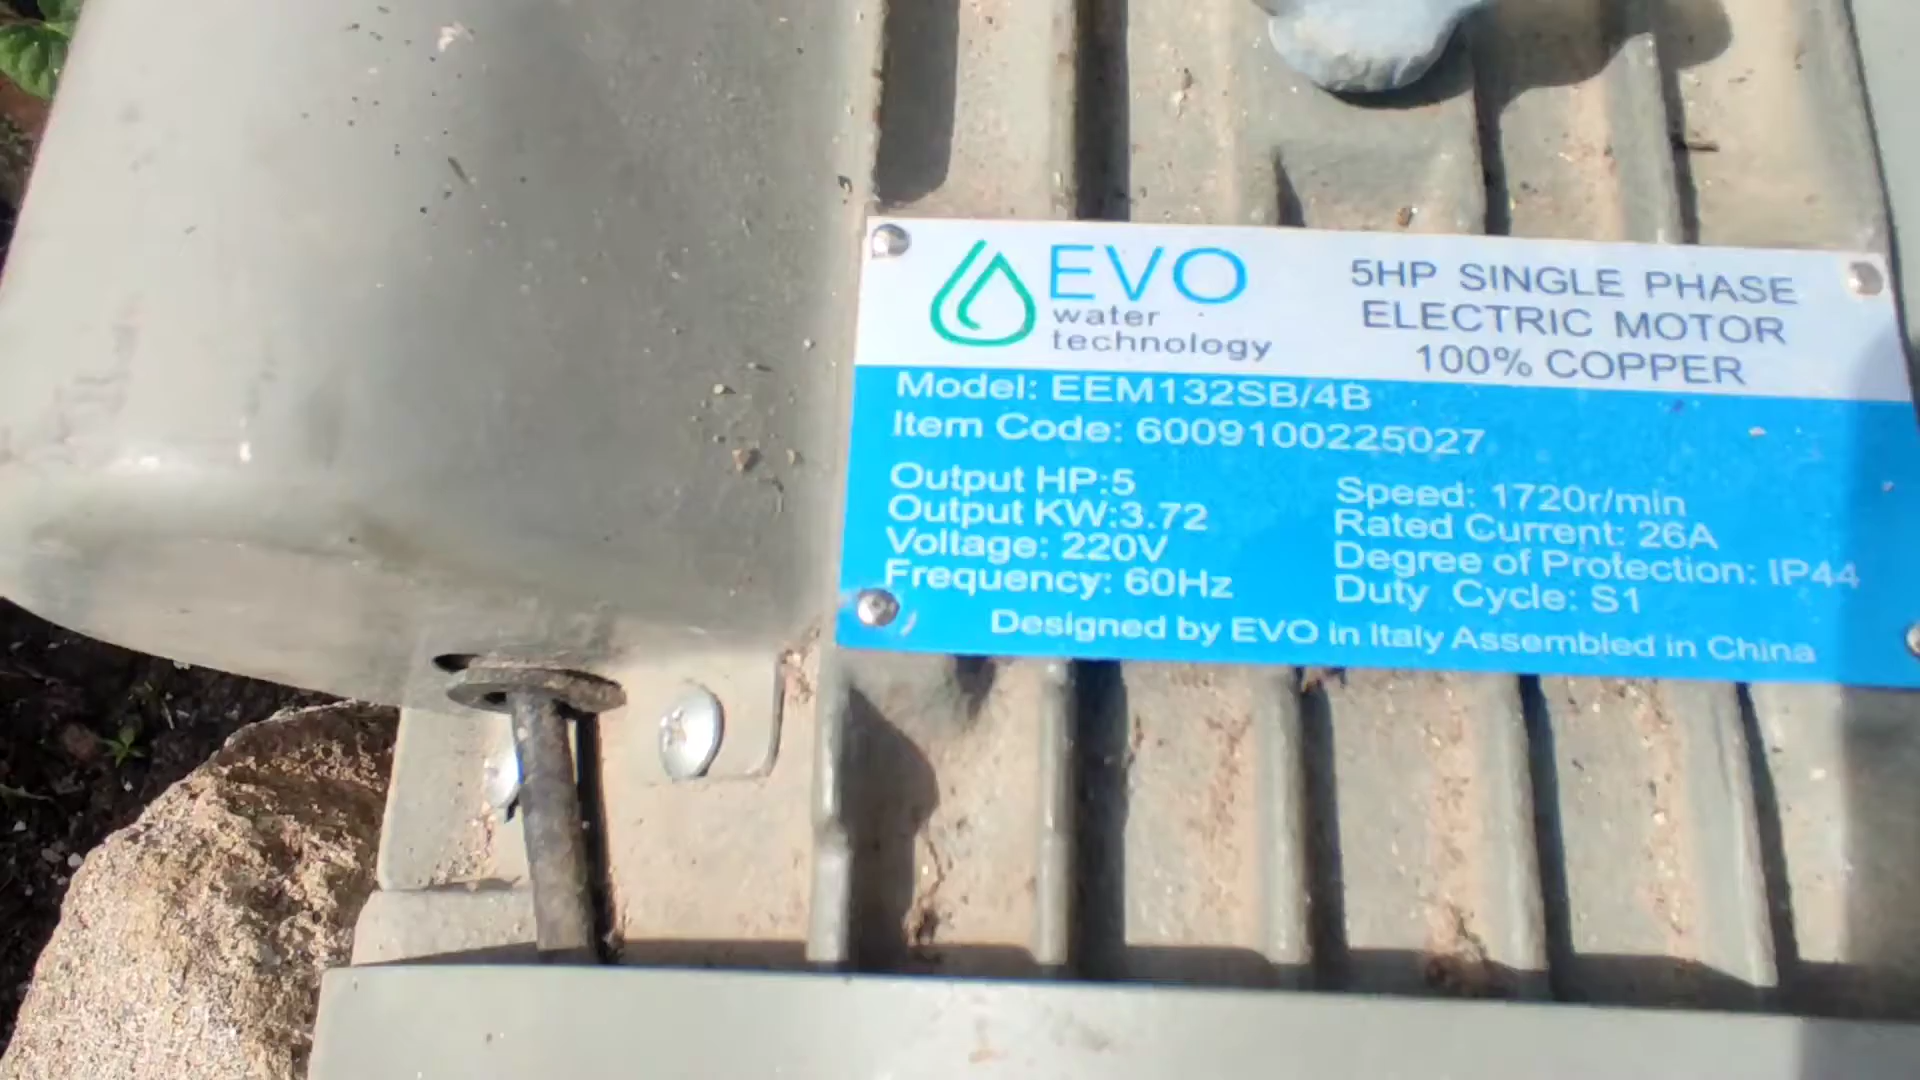 EVO
water
technology
5HP SINGLE PHASE
ELECTRIC MOTOR
100% COPPER
Model: EEM132SB/4B
Item Code: 6009100225027
Output HP:5
Output KW:3.72
Voltage: 220V
Frequency: 60Hz
Speed: 1720r/min
Rated Current: 26A
Degree of Protection: IP44
Duty Cycle: S1
Designed by EVO in Italy Assembled in China